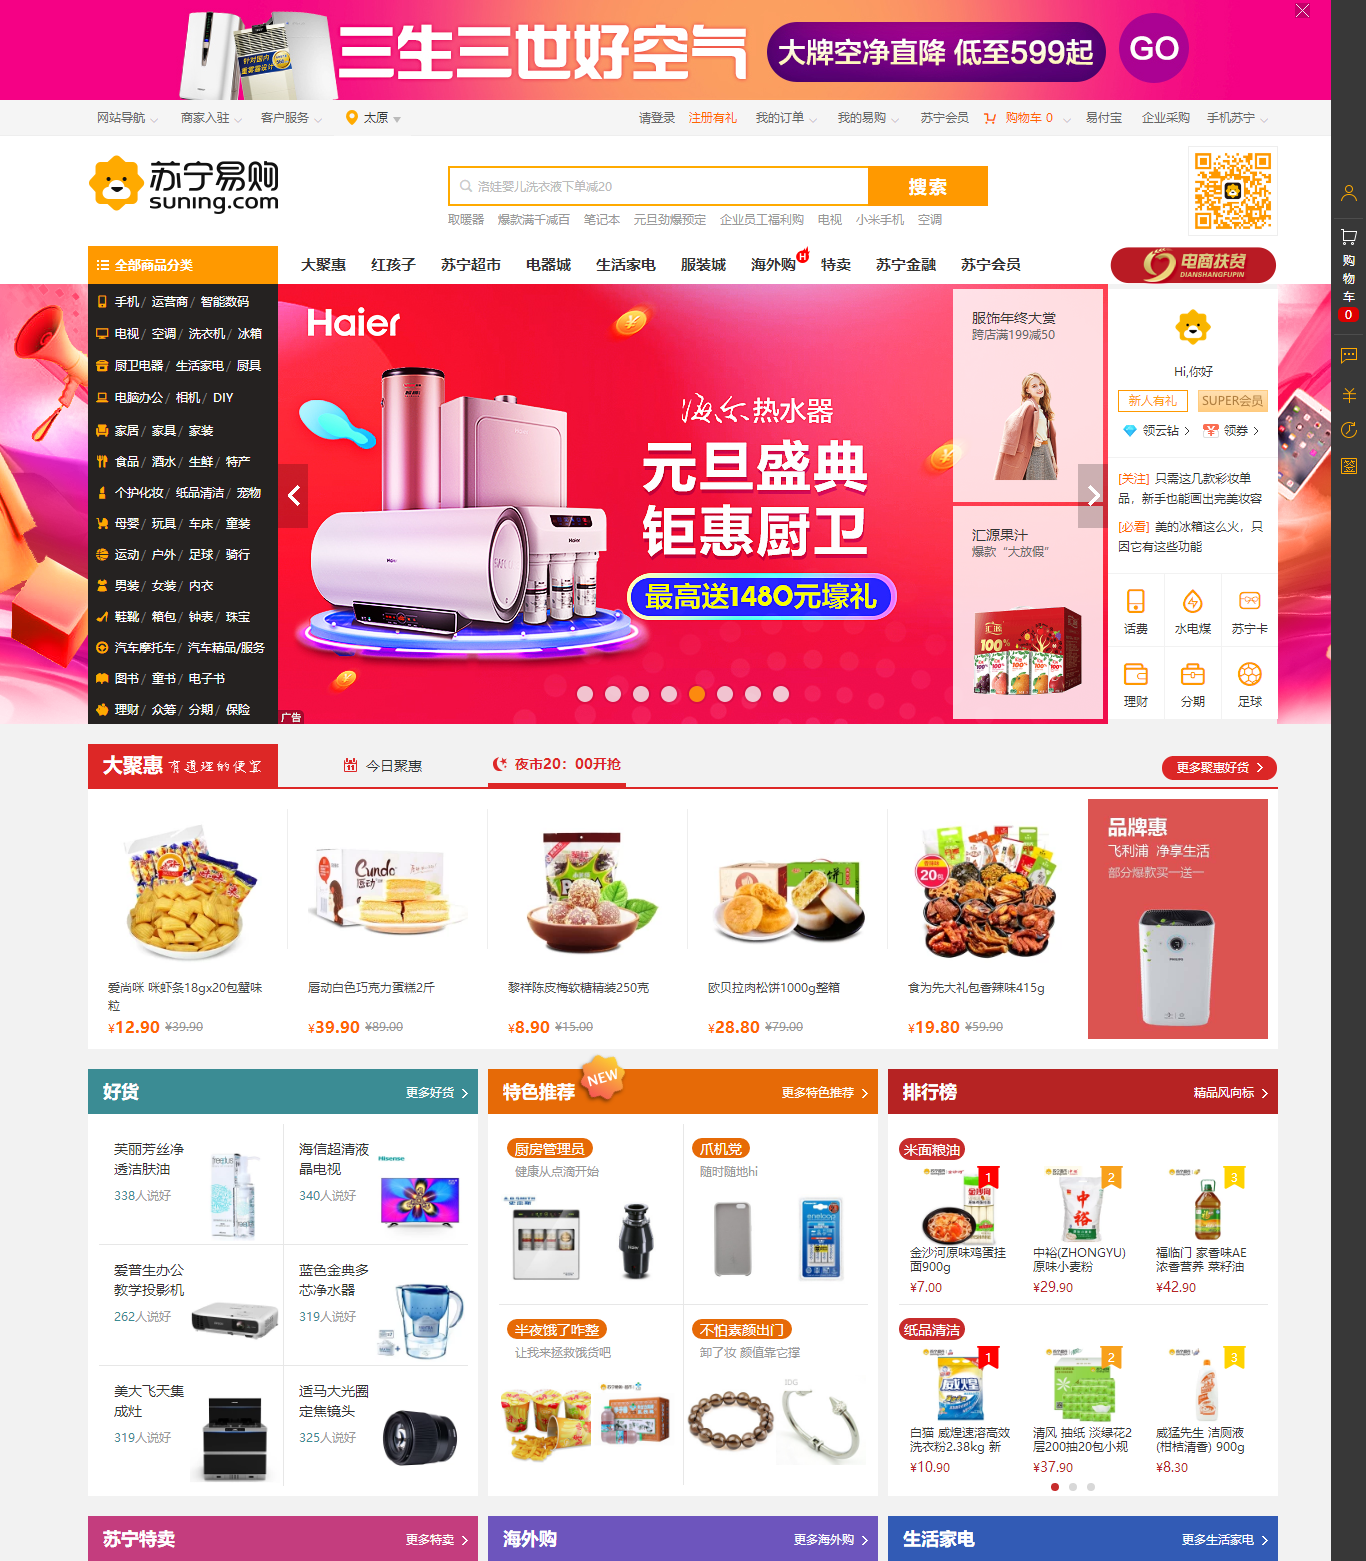 三生三世好空气
大牌空净直降 低至599起
GO
网站导航 商家入驻 客户服务 太原
请登录 注册有礼 我的订单 我的易购 苏宁会员 购物车 0 易付宝 企业采购 手机苏宁
苏宁易购
suning.com
洛娃婴儿洗衣液下单减20
搜索
取暖器 爆款满千减百 笔记本 元旦劲爆预定 企业员工福利购 电视 小米手机 空调
全部商品分类
大聚惠 红孩子 苏宁超市 电器城 生活家电 服装城 海外购 H 特卖 苏宁金融 苏宁会员
电商扶贫
DIANSHANGFUPIN
手机/ 运营商/ 智能数码
电视/ 空调/ 洗衣机/ 冰箱
厨卫电器/ 生活家电/ 厨具
电脑办公/ 相机/ DIY
家居/ 家具/ 家装
食品/ 酒水/ 生鲜/ 特产
个护化妆/ 纸品清洁/ 宠物
母婴/ 玩具/ 车床/ 童装
运动/ 户外/ 足球/ 骑行
男装/ 女装/ 内衣
鞋靴/ 箱包/ 钟表/ 珠宝
汽车摩托车/ 汽车精品/服务
图书/ 童书/ 电子书
理财/ 众筹/ 分期/ 保险
Haier
海尔 热水器
元旦盛典
钜惠厨卫
最高送1480元壕礼
广告
服饰年终大赏
跨店满199减50
汇源果汁
爆款“大放假”
汇源
100%
Hi,你好
新人有礼 SUPER会员
领云钻 领券
[关注] 只需这几款彩妆单
品，新手也能画出完美妆容
[必看] 美的冰箱这么火，只
因它有这些功能
话费 水电煤 苏宁卡
理财 分期 足球
购
物
车
0
签
大聚惠 有道理的便宜
今日聚惠
夜市20：00开抢
更多聚惠好货
爱尚咪 咪虾条18gx20包蟹味
粒
¥12.90 ¥39.90
唇动白色巧克力蛋糕2斤
¥39.90 ¥89.00
黎祥陈皮梅软糖精装250克
¥8.90 ¥15.00
欧贝拉肉松饼1000g整箱
¥28.80 ¥79.00
20包
食为先大礼包香辣味415g
¥19.80 ¥59.90
品牌惠
飞利浦 净享生活
部分爆款买一送一
好货
更多好货
芙丽芳丝净
透洁肤油
338人说好
海信超清液
晶电视
340人说好
Hisense
爱普生办公
教学投影机
262人说好
蓝色金典多
芯净水器
319人说好
美大飞天集
成灶
319人说好
适马大光圈
定焦镜头
325人说好
特色推荐
NEW
更多特色推荐
厨房管理员
健康从点滴开始
爪机党
随时随地hi
eneloop
半夜饿了咋整
让我来拯救饿货吧
不怕素颜出门
卸了妆 颜值靠它撑
IDG
排行榜
精品风向标
米面粮油
1 2 3
金沙河原味鸡蛋挂
面900g
¥7.00
中裕(ZHONGYU)
原味小麦粉
¥29.90
福临门 家香味AE
浓香营养 菜籽油
¥42.90
纸品清洁
1 2 3
白猫 威煌速溶高效
洗衣粉2.38kg 新
¥10.90
清风 抽纸 淡绿花2
层200抽20包小规
¥37.90
威猛先生 洁厕液
(柑桔清香) 900g
¥8.30
苏宁特卖
更多特卖
海外购
更多海外购
生活家电
更多生活家电